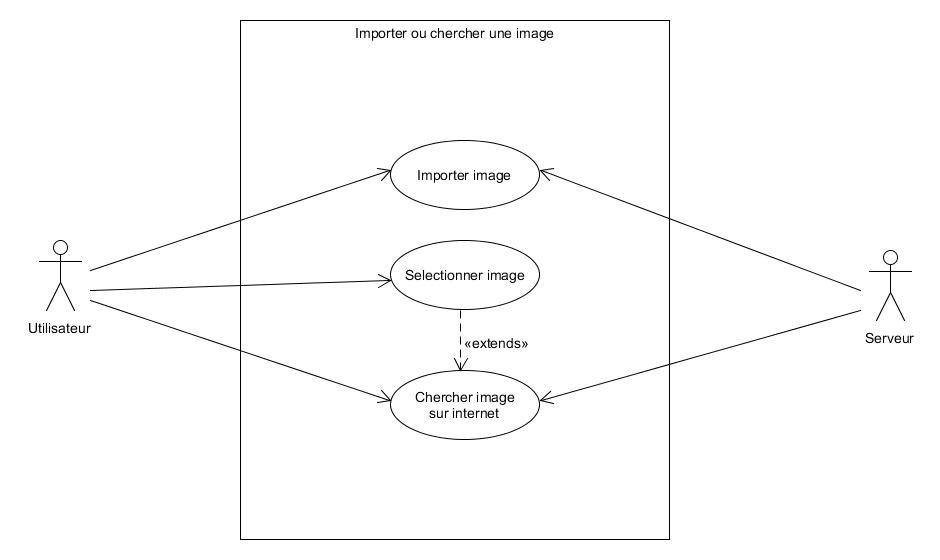 Importer ou chercher une image
Importer image
Selectionner image
Utilisateur
Serveur
«extends»
Chercher image
sur internet